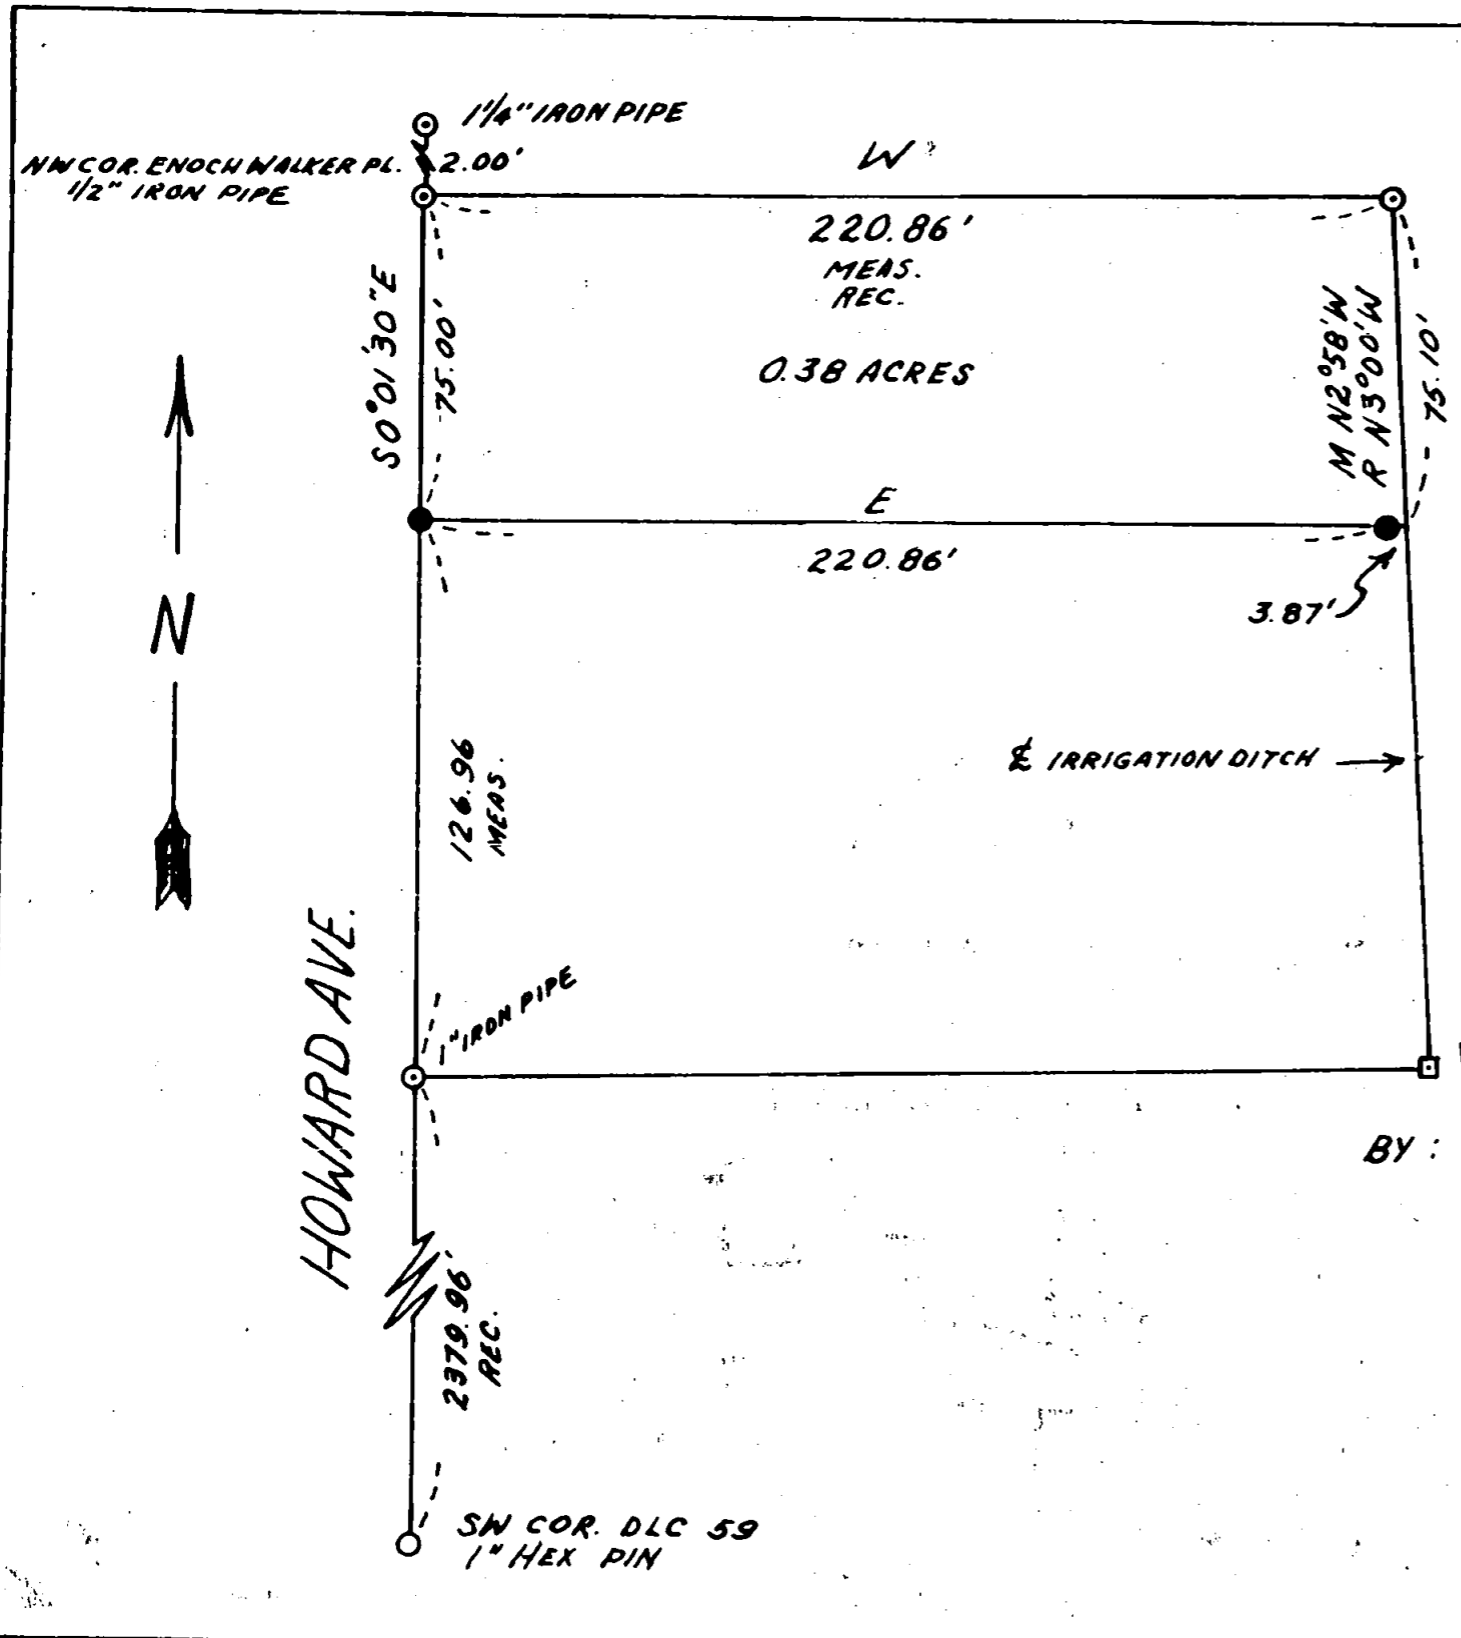 1 1/4" IRON PIPE
NW COR. ENOCH WALKER PL.
1/2" IRON PIPE
2.00'
W
220.86'
MEAS.
REC.
S0°01'30"E
75.00'
0.38 ACRES
M N2°58'W
R N3°00'W
75.10'
E
220.86'
3.87'
N
℄ IRRIGATION DITCH
126.96
MEAS.
HOWARD AVE.
1" IRON PIPE
BY:
2379.96'
REC.
SW COR. DLC 59
1" HEX PIN